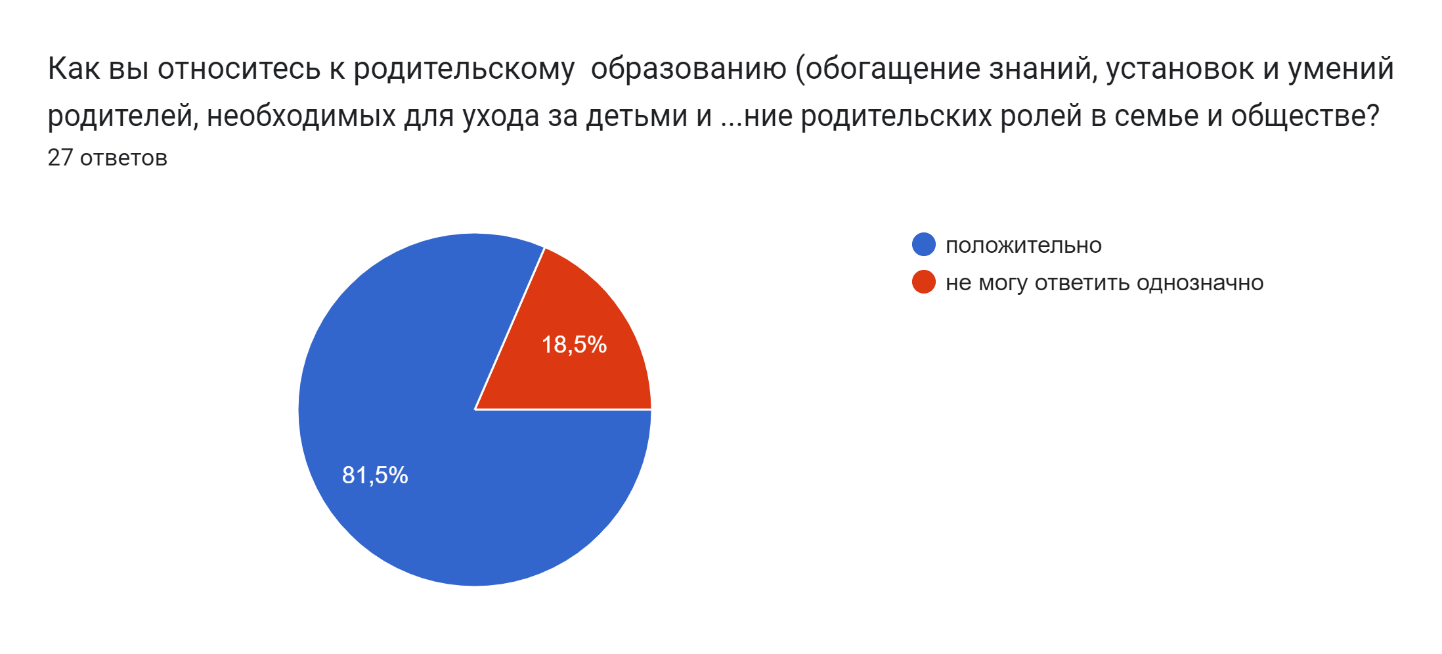 Как вы относитесь к родительскому  образованию (обогащение знаний, установок и умений
родителей, необходимых для ухода за детьми и ...ние родительских ролей в семье и обществе?
27 ответов
положительно
не могу ответить однозначно
18,5%
81,5%